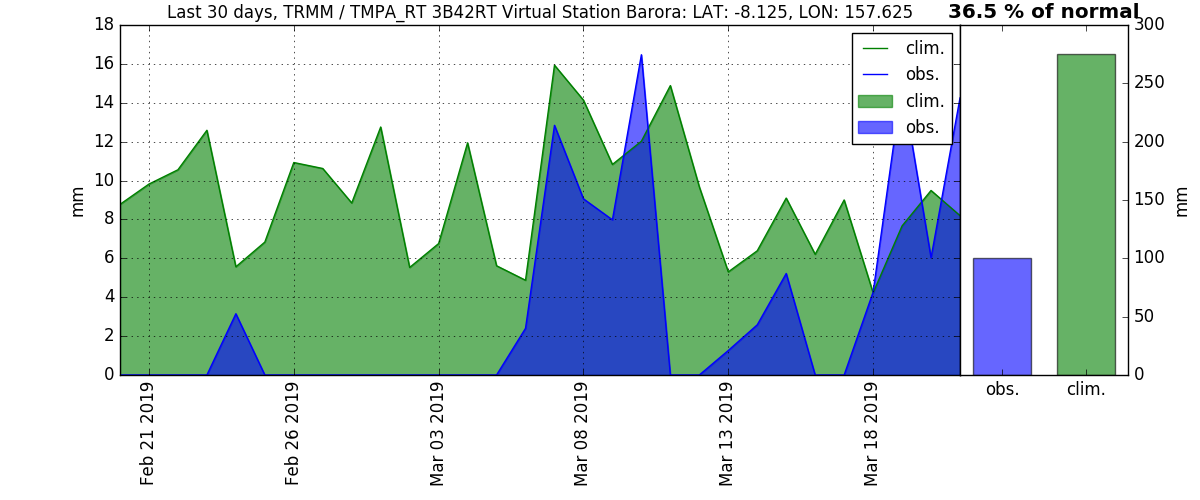 Last 30 days, TRMM / TMPA_RT 3B42RT Virtual Station Barora: LAT: -8.125, LON: 157.625
36.5 % of normal
18
16
14
12
10
8
6
4
2
0
mm
clim.
obs.
clim.
obs.
Feb 21 2019
Feb 26 2019
Mar 03 2019
Mar 08 2019
Mar 13 2019
Mar 18 2019
300
250
200
150
100
50
0
mm
obs.
clim.